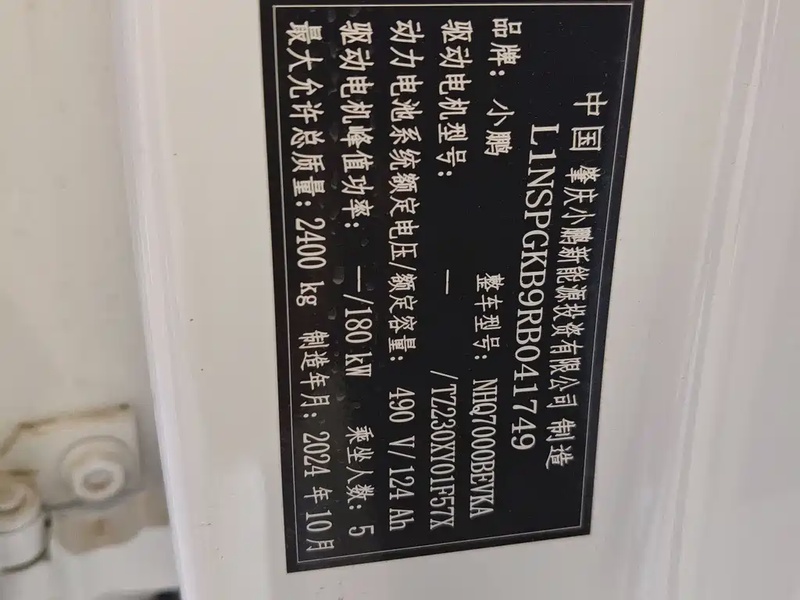 中国 肇庆小鹏新能源投资有限公司 制造
L1NSPGKB9RB041749
品牌: 小鹏 整车型号: NHQ7000BEVKA
驱动电机型号: — /TZ230XY01F57X
动力电池系统额定电压/额定容量: 490 V/124 Ah
驱动电机峰值功率: —/180 kW 乘坐人数: 5
最大允许总质量: 2400 kg 制造年月: 2024 年 10 月